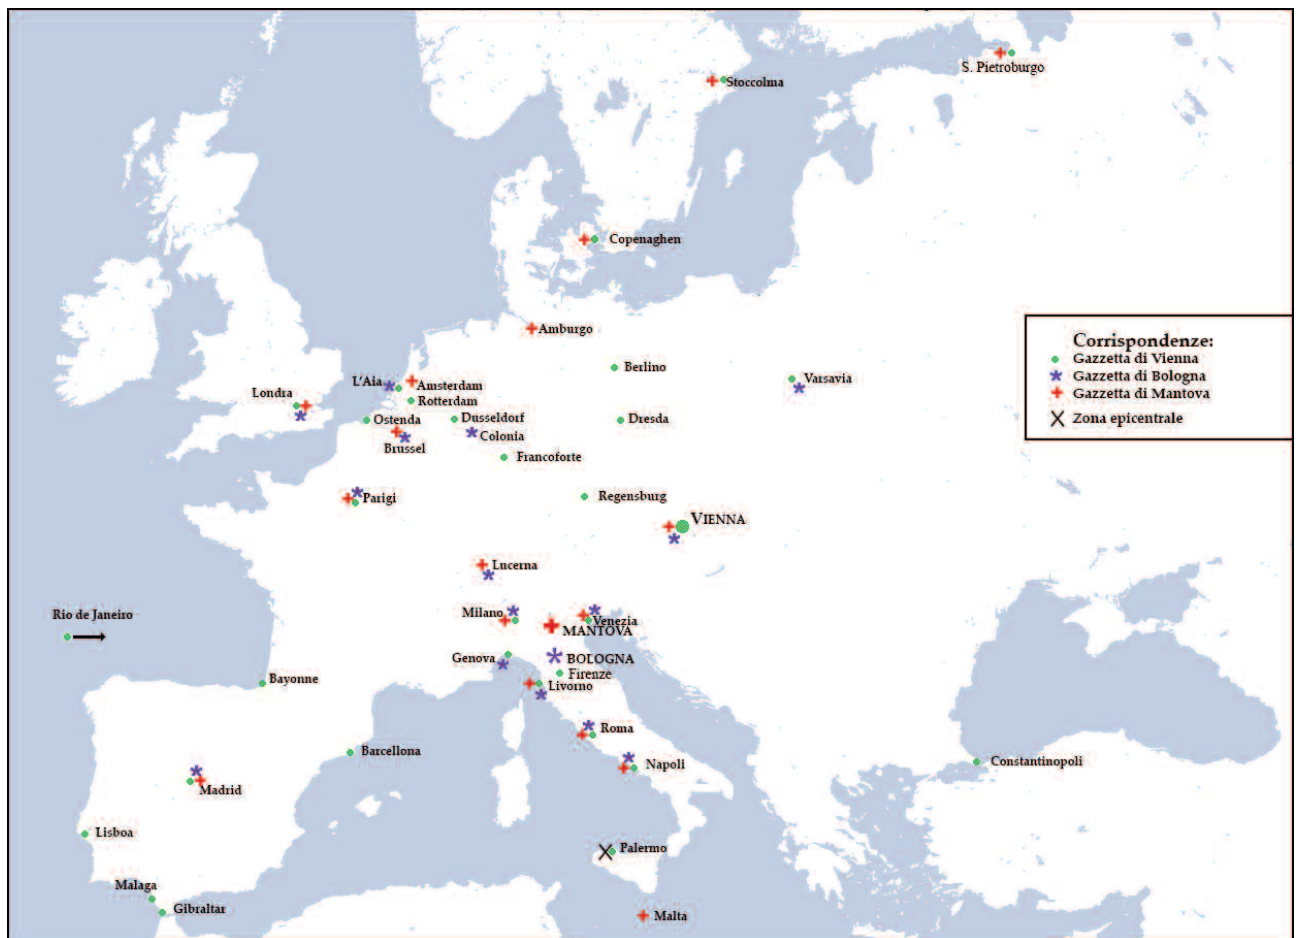 S. Pietroburgo
Stoccolma
Copenaghen
Amburgo
Corrispondenze:
Gazzetta di Vienna
Gazzetta di Bologna
Gazzetta di Mantova
Zona epicentrale
Berlino
Varsavia
L'Aia
Amsterdam
Londra
Rotterdam
Ostenda
Dusseldorf
Dresda
Colonia
Brussel
Francoforte
Parigi
Regensburg
VIENNA
Lucerna
Rio de Janeiro
Milano
Venezia
MANTOVA
Genova
BOLOGNA
Firenze
Bayonne
Livorno
Roma
Barcellona
Napoli
Constantinopoli
Madrid
Lisboa
Palermo
Malaga
Gibraltar
Malta